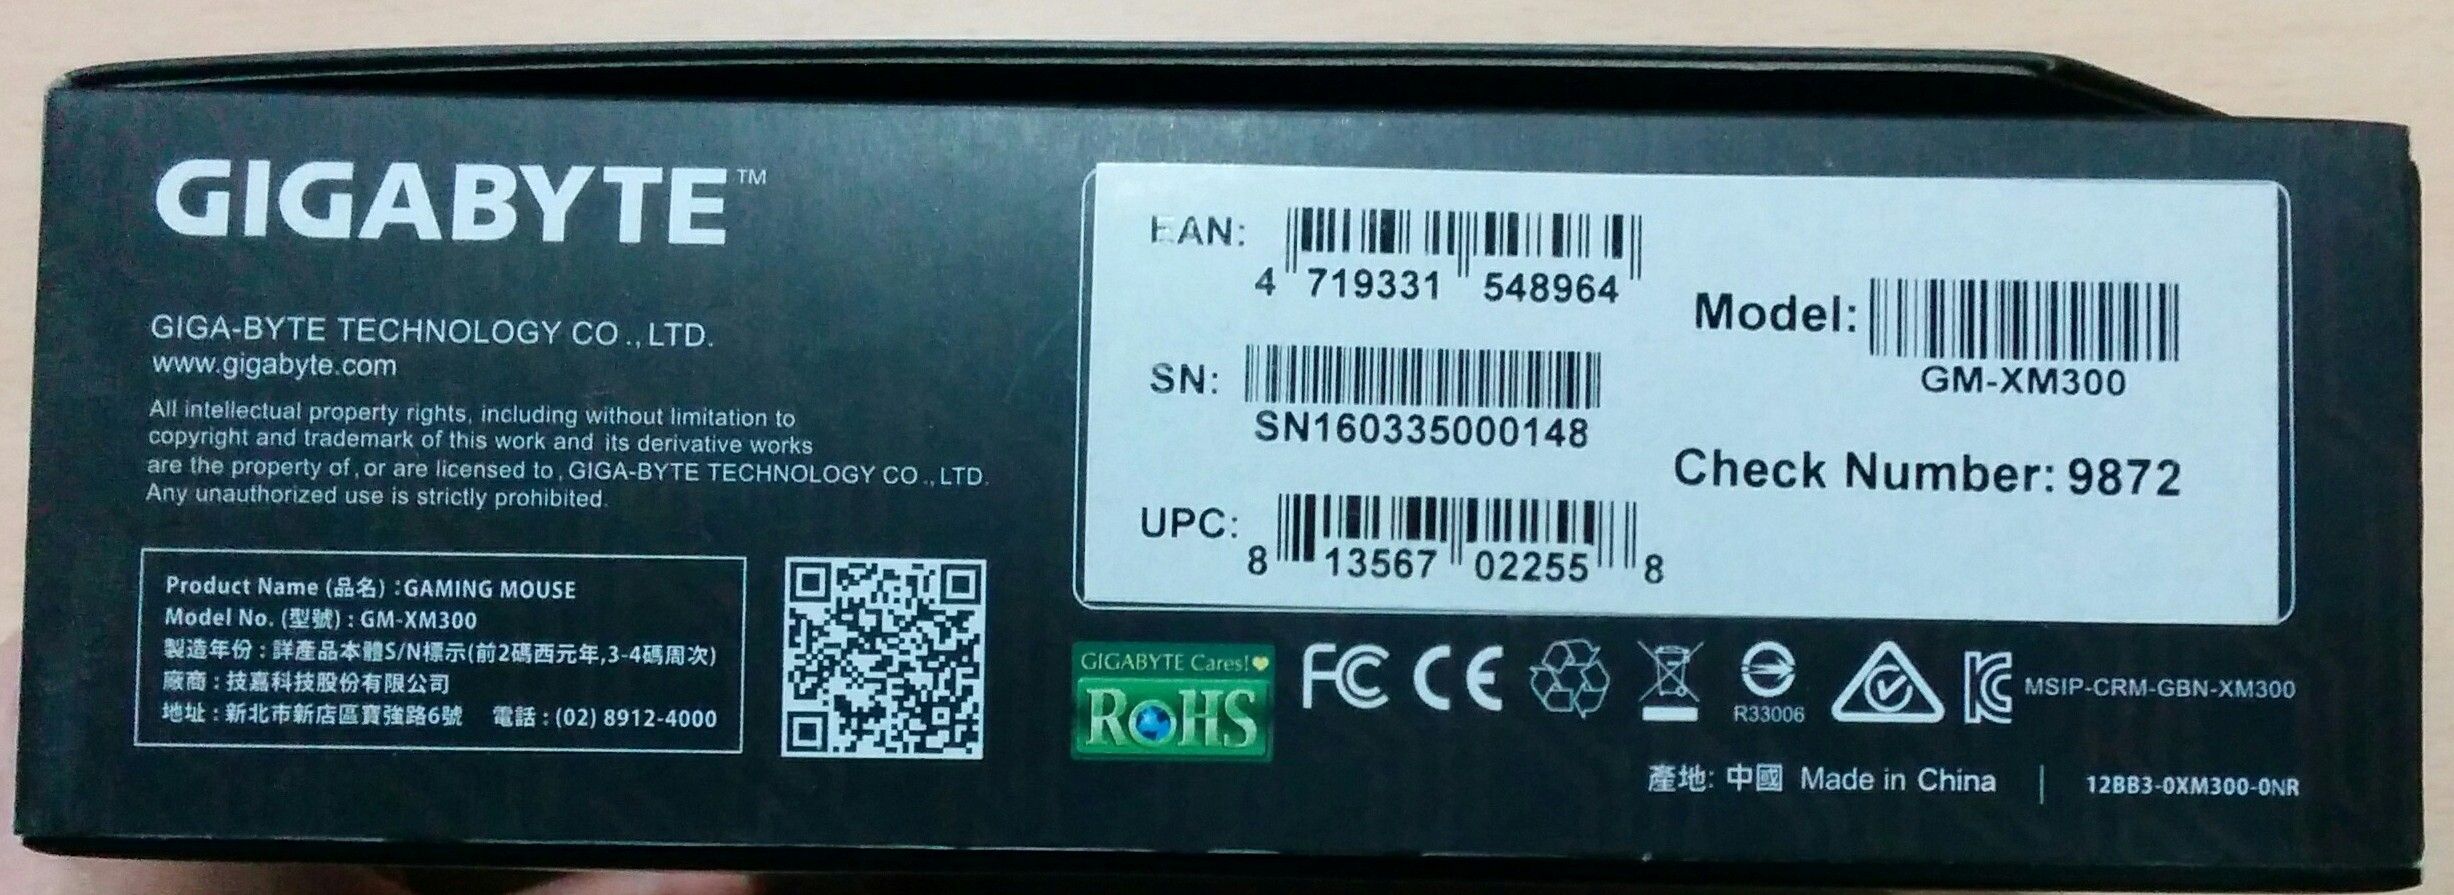 GIGABYTE™
GIGA-BYTE TECHNOLOGY CO., LTD.
www.gigabyte.com
All intellectual property rights, including without limitation to
copyright and trademark of this work and its derivative works
are the property of, or are licensed to, GIGA-BYTE TECHNOLOGY CO., LTD.
Any unauthorized use is strictly prohibited.
Product Name (品名) : GAMING MOUSE
Model No. (型號) : GM-XM300
製造年份 : 詳產品本體S/N標示(前2碼西元年,3-4碼周次)
廠商 : 技嘉科技股份有限公司
地址 : 新北市新店區寶強路6號 電話 : (02) 8912-4000
EAN:
4 719331 548964
SN:
SN160335000148
UPC:
8 13567 02255 8
Model:
GM-XM300
Check Number: 9872
GIGABYTE Cares!
RoHS
FC CE
R33006
MSIP-CRM-GBN-XM300
產地: 中國 Made in China | 12BB3-0XM300-0NR